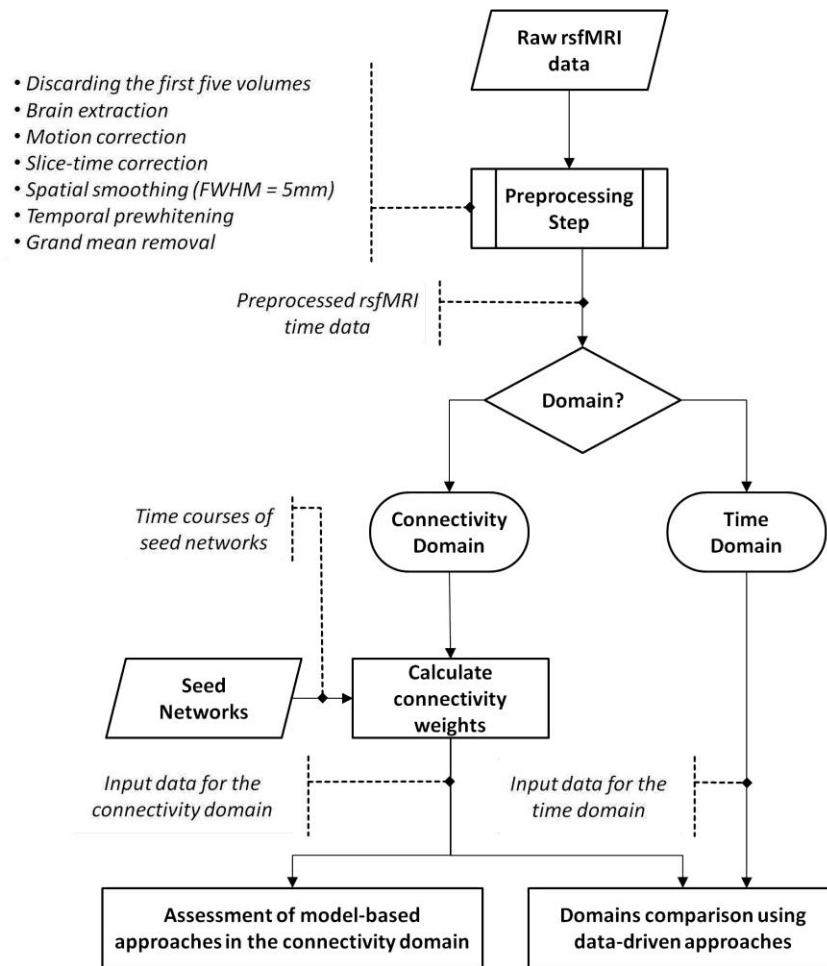 Raw rsfMRI
data
• Discarding the first five volumes
• Brain extraction
• Motion correction
• Slice-time correction
• Spatial smoothing (FWHM = 5mm)
• Temporal prewhitening
• Grand mean removal
Preprocessing
Step
Preprocessed rsfMRI
time data
Domain?
Time courses of
seed networks
Connectivity
Domain
Time
Domain
Seed
Networks
Calculate
connectivity
weights
Input data for the
connectivity domain
Input data for the
time domain
Assessment of model-based
approaches in the connectivity domain
Domains comparison using
data-driven approaches